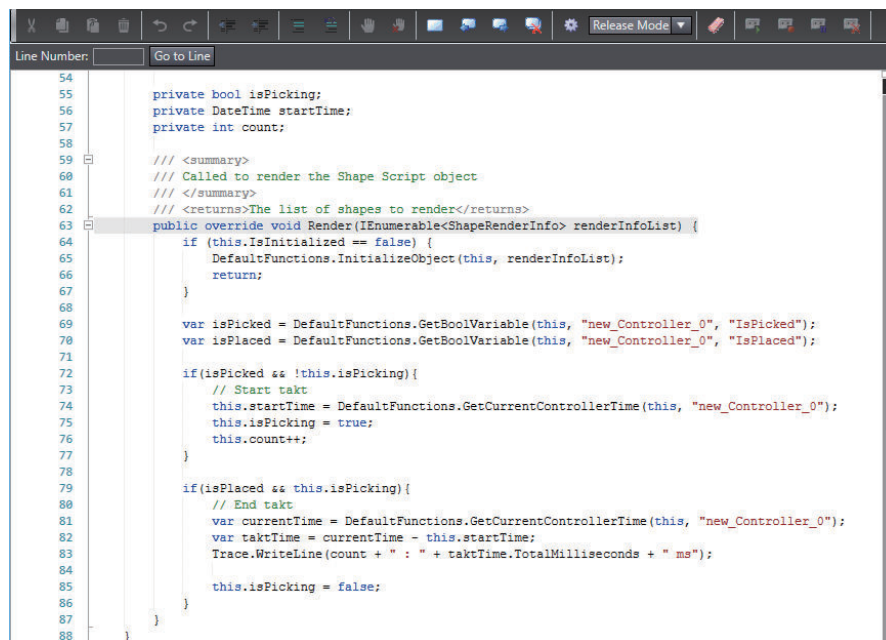 Release Mode
Line Number:
Go to Line
54
55 private bool isPicking;
56 private DateTime startTime;
57 private int count;
58
59 /// <summary>
60 /// Called to render the Shape Script object
61 /// </summary>
62 /// <returns>The list of shapes to render</returns>
63 public override void Render(IEnumerable<ShapeRenderInfo> renderInfoList) {
64 if (this.IsInitialized == false) {
65 DefaultFunctions.InitializeObject(this, renderInfoList);
66 return;
67 }
68
69 var isPicked = DefaultFunctions.GetBoolVariable(this, "new_Controller_0", "IsPicked");
70 var isPlaced = DefaultFunctions.GetBoolVariable(this, "new_Controller_0", "IsPlaced");
71
72 if(isPicked && !this.isPicking){
73 // Start takt
74 this.startTime = DefaultFunctions.GetCurrentControllerTime(this, "new_Controller_0");
75 this.isPicking = true;
76 this.count++;
77 }
78
79 if(isPlaced && this.isPicking){
80 // End takt
81 var currentTime = DefaultFunctions.GetCurrentControllerTime(this, "new_Controller_0");
82 var taktTime = currentTime - this.startTime;
83 Trace.WriteLine(count + " : " + taktTime.TotalMilliseconds + " ms");
84
85 this.isPicking = false;
86 }
87 }
88 }